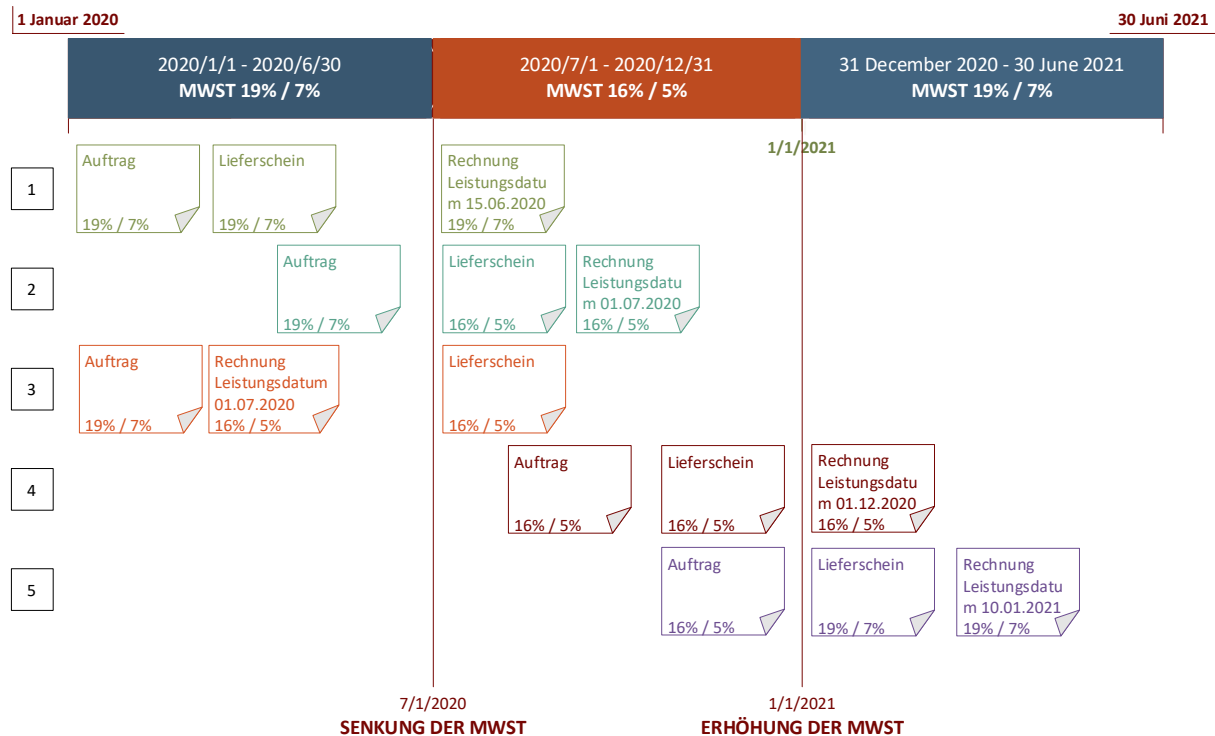 1 Januar 2020
30 Juni 2021
2020/1/1 - 2020/6/30
MWST 19% / 7%
2020/7/1 - 2020/12/31
MWST 16% / 5%
31 December 2020 - 30 June 2021
MWST 19% / 7%
1/1/2021
1
Auftrag
19% / 7%
Lieferschein
19% / 7%
Rechnung
Leistungsdatu
m 15.06.2020
19% / 7%
2
Auftrag
19% / 7%
Lieferschein
16% / 5%
Rechnung
Leistungsdatu
m 01.07.2020
16% / 5%
3
Auftrag
19% / 7%
Rechnung
Leistungsdatum
01.07.2020
16% / 5%
Lieferschein
16% / 5%
4
Auftrag
16% / 5%
Lieferschein
16% / 5%
Rechnung
Leistungsdatu
m 01.12.2020
16% / 5%
5
Auftrag
16% / 5%
Lieferschein
19% / 7%
Rechnung
Leistungsdatu
m 10.01.2021
19% / 7%
7/1/2020
SENKUNG DER MWST
1/1/2021
ERHÖHUNG DER MWST